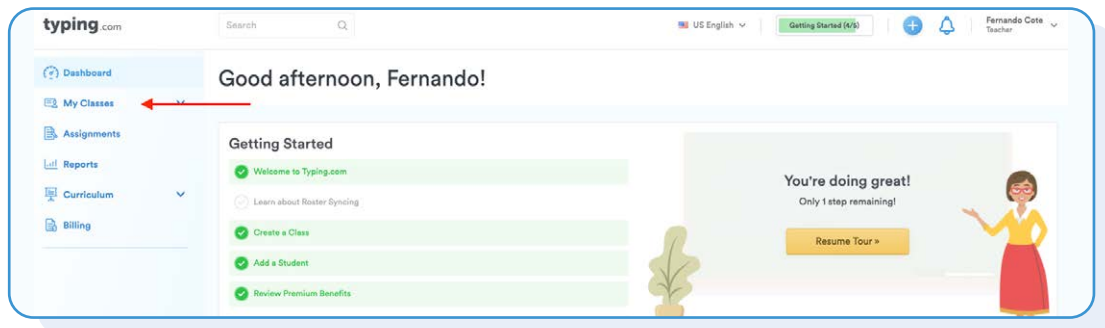 typing.com
Search
US English
Getting Started (4/5)
Fernando Cote
Teacher
Dashboard
My Classes
Assignments
Reports
Curriculum
Billing
Good afternoon, Fernando!
Getting Started
Welcome to Typing.com
Learn about Roster Syncing
Create a Class
Add a Student
Review Premium Benefits
You're doing great!
Only 1 step remaining!
Resume Tour »